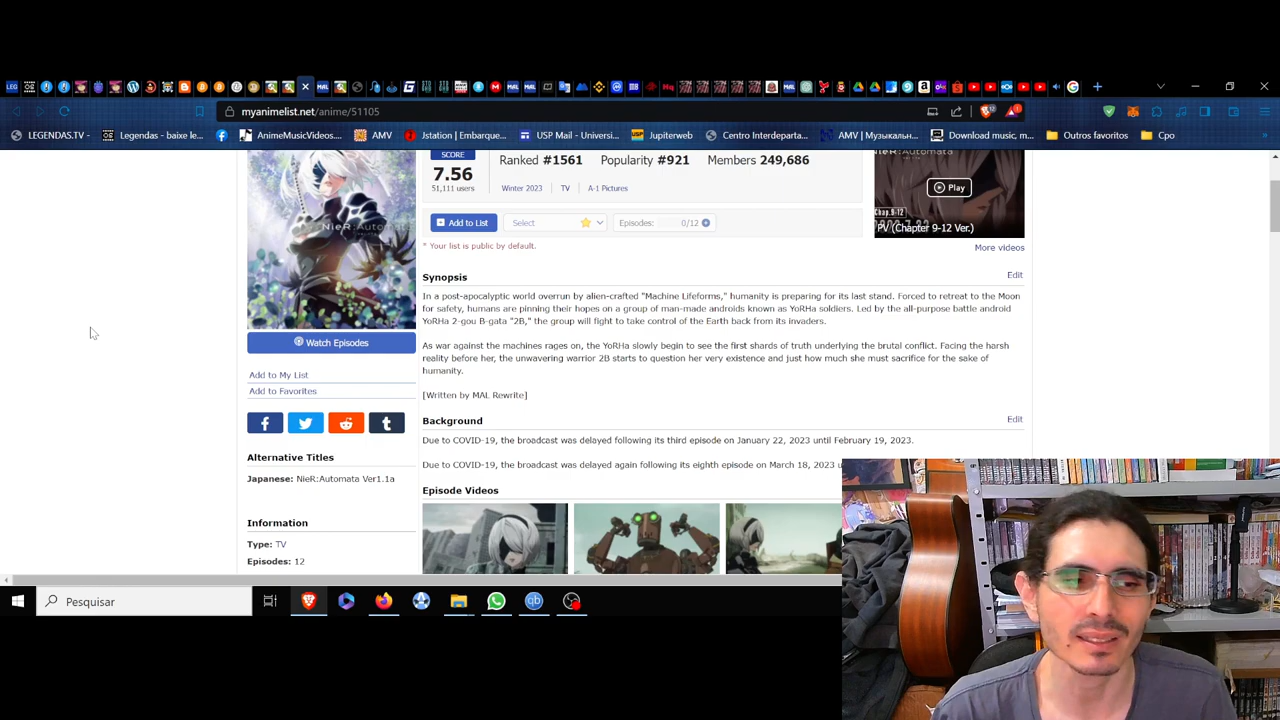 LEG
myanimelist.net/anime/51105
LEGENDAS.TV -
Legendas - baixe le...
AnimeMusicVideos....
AMV
Jstation | Embarque...
USP Mail - Universi...
Jupiterweb
Centro Interdeparta...
AMV | Музыкальн...
Download music, m...
Outros favoritos
Cpo
SCORE
7.56
51,111 users
Ranked #1561
Popularity #921
Members 249,686
Winter 2023
TV
A-1 Pictures
Add to List
Select
Episodes:
0/12
* Your list is public by default.
NieR:Automata
Play
Chap.9-12
PV (Chapter 9-12 Ver.)
More videos
NieR:Automata
Watch Episodes
Add to My List
Add to Favorites
Alternative Titles
Japanese: NieR:Automata Ver1.1a
Information
Type: TV
Episodes: 12
Synopsis
Edit
In a post-apocalyptic world overrun by alien-crafted "Machine Lifeforms," humanity is preparing for its last stand. Forced to retreat to the Moon
for safety, humans are pinning their hopes on a group of man-made androids known as YoRHa soldiers. Led by the all-purpose battle android
YoRHa 2-gou B-gata "2B," the group will fight to take control of the Earth back from its invaders.
As war against the machines rages on, the YoRHa slowly begin to see the first shards of truth underlying the brutal conflict. Facing the harsh
reality before her, the unwavering warrior 2B starts to question her very existence and just how much she must sacrifice for the sake of
humanity.
[Written by MAL Rewrite]
Background
Edit
Due to COVID-19, the broadcast was delayed following its third episode on January 22, 2023 until February 19, 2023.
Due to COVID-19, the broadcast was delayed again following its eighth episode on March 18, 2023 u
Episode Videos
Pesquisar